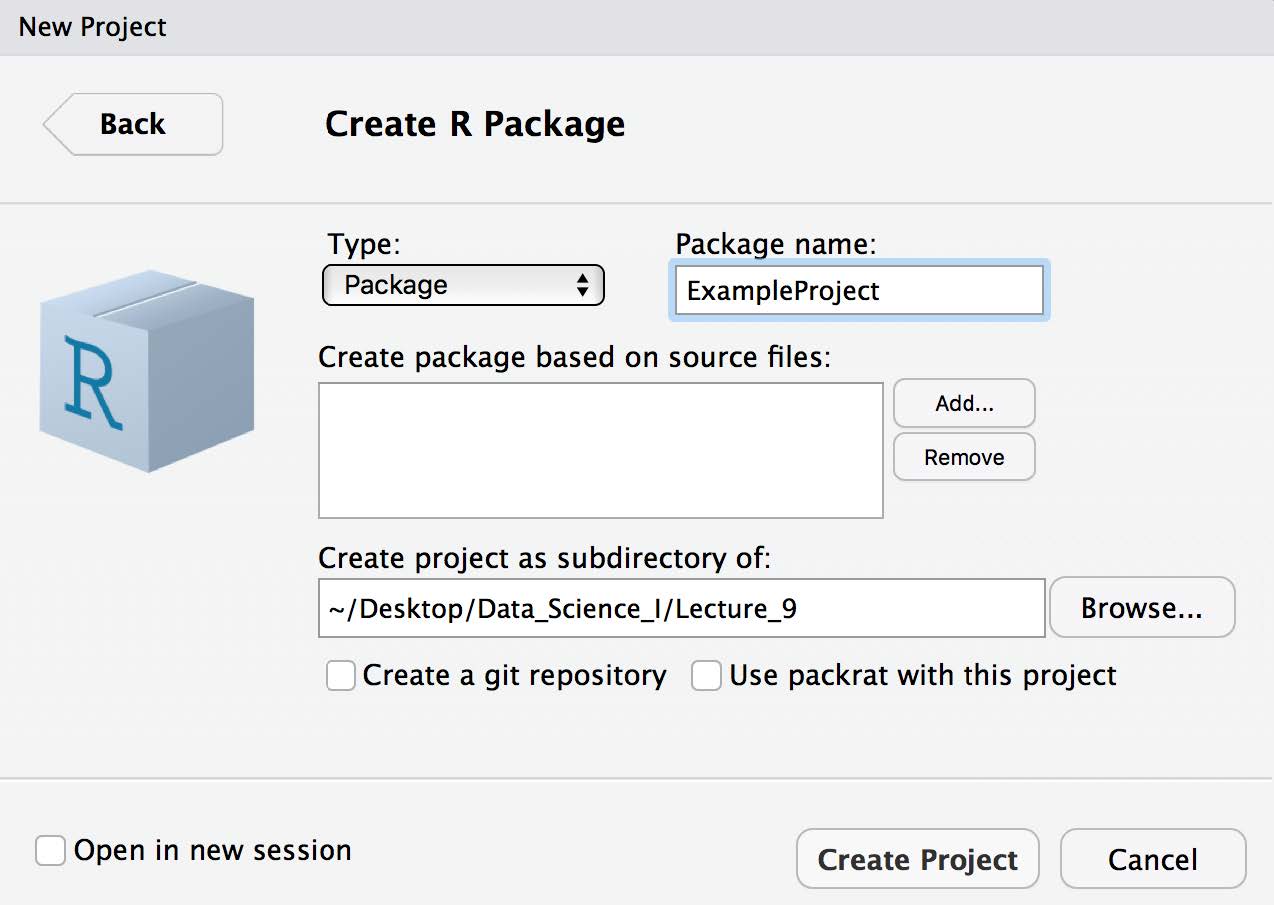 New Project
Back
Create R Package
Type:
Package name:
Package
ExampleProject
R
Create package based on source files:
Add...
Remove
Create project as subdirectory of:
~/Desktop/Data_Science_I/Lecture_9
Browse...
Create a git repository
Use packrat with this project
Open in new session
Create Project
Cancel